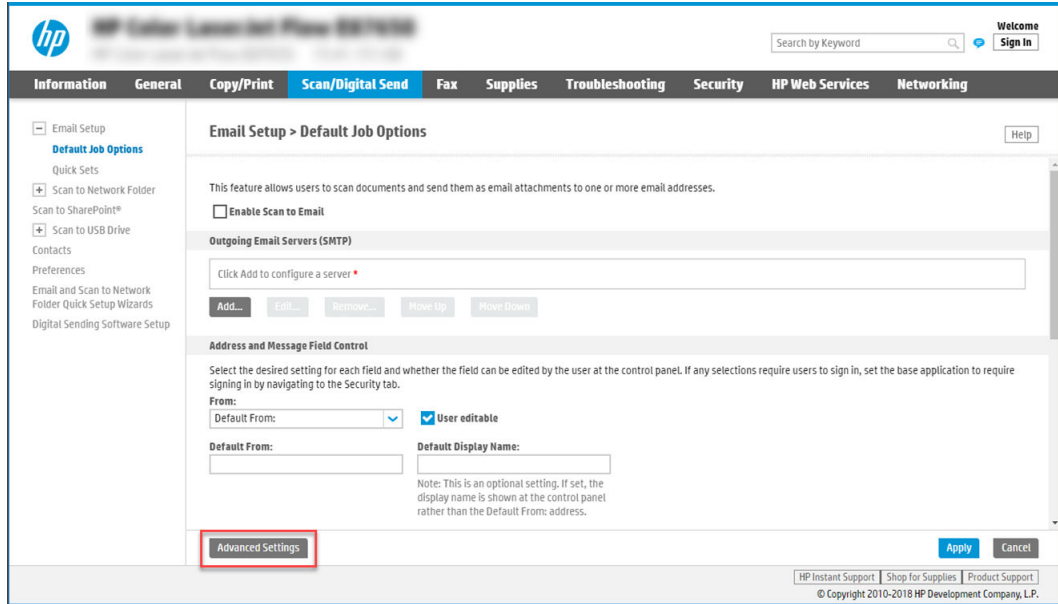 hp
Welcome
Search by Keyword
Sign In
Information General Copy/Print Scan/Digital Send Fax Supplies Troubleshooting Security HP Web Services Networking
Email Setup
Default Job Options
Quick Sets
Scan to Network Folder
Scan to SharePoint®
Scan to USB Drive
Contacts
Preferences
Email and Scan to Network
Folder Quick Setup Wizards
Digital Sending Software Setup
Email Setup > Default Job Options
Help
This feature allows users to scan documents and send them as email attachments to one or more email addresses.
Enable Scan to Email
Outgoing Email Servers (SMTP)
Click Add to configure a server *
Add... Edit... Remove... Move Up Move Down
Address and Message Field Control
Select the desired setting for each field and whether the field can be edited by the user at the control panel. If any selections require users to sign in, set the base application to require
signing in by navigating to the Security tab.
From:
Default From: User editable
Default From: Default Display Name:
Note: This is an optional setting. If set, the
display name is shown at the control panel
rather than the Default From: address.
Advanced Settings Apply Cancel
HP Instant Support Shop for Supplies Product Support
© Copyright 2010-2018 HP Development Company, L.P.